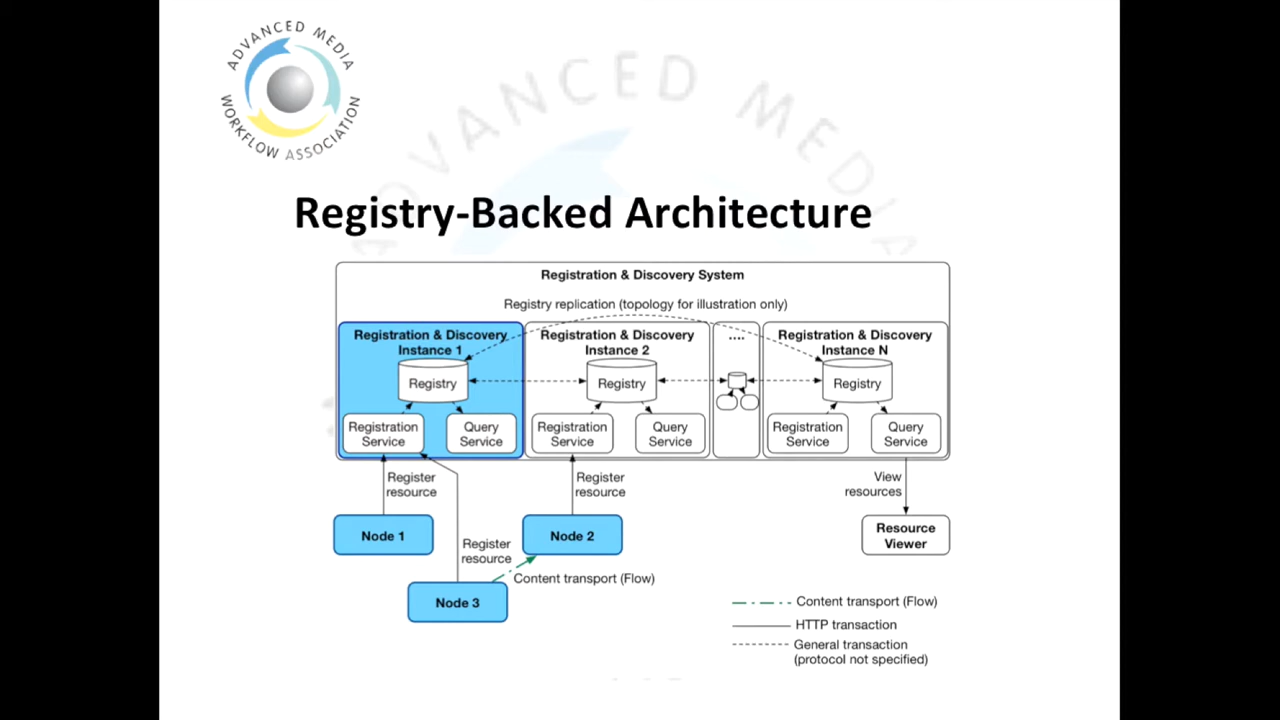 ADVANCED MEDIA
WORKFLOW ASSOCIATION
ADVANCED MEDIA
Registry-Backed Architecture
Registration & Discovery System
Registry replication (topology for illustration only)
Registration & Discovery
Instance 1
Registration & Discovery
Instance 2
....
Registration & Discovery
Instance N
Registry
Registry
Registry
Registration
Service
Query
Service
Registration
Service
Query
Service
Registration
Service
Query
Service
Register
resource
Register
resource
View
resources
Node 1
Node 2
Resource
Viewer
Register
resource
Content transport (Flow)
Node 3
Content transport (Flow)
HTTP transaction
General transaction
(protocol not specified)